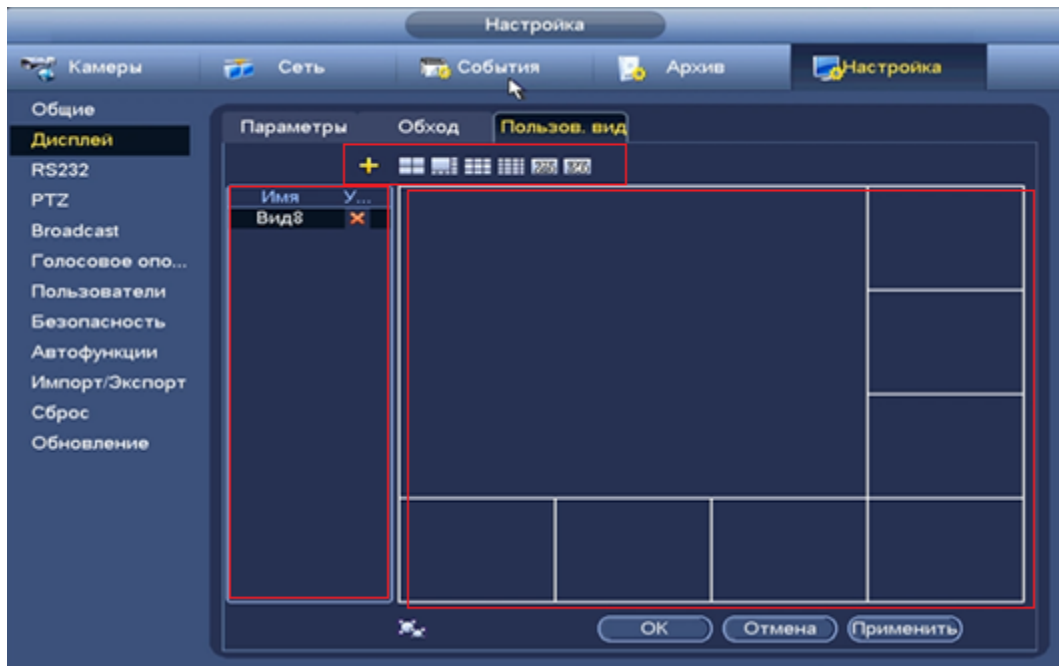 Настройка
Камеры
Сеть
События
Архив
Настройка
Общие
Дисплей
RS232
PTZ
Broadcast
Голосовое опо...
Пользователи
Безопасность
Автофункции
Импорт/Экспорт
Сброс
Обновление
Параметры
Обход
Пользов. вид
Имя У...
Вид8
OK
Отмена
Применить